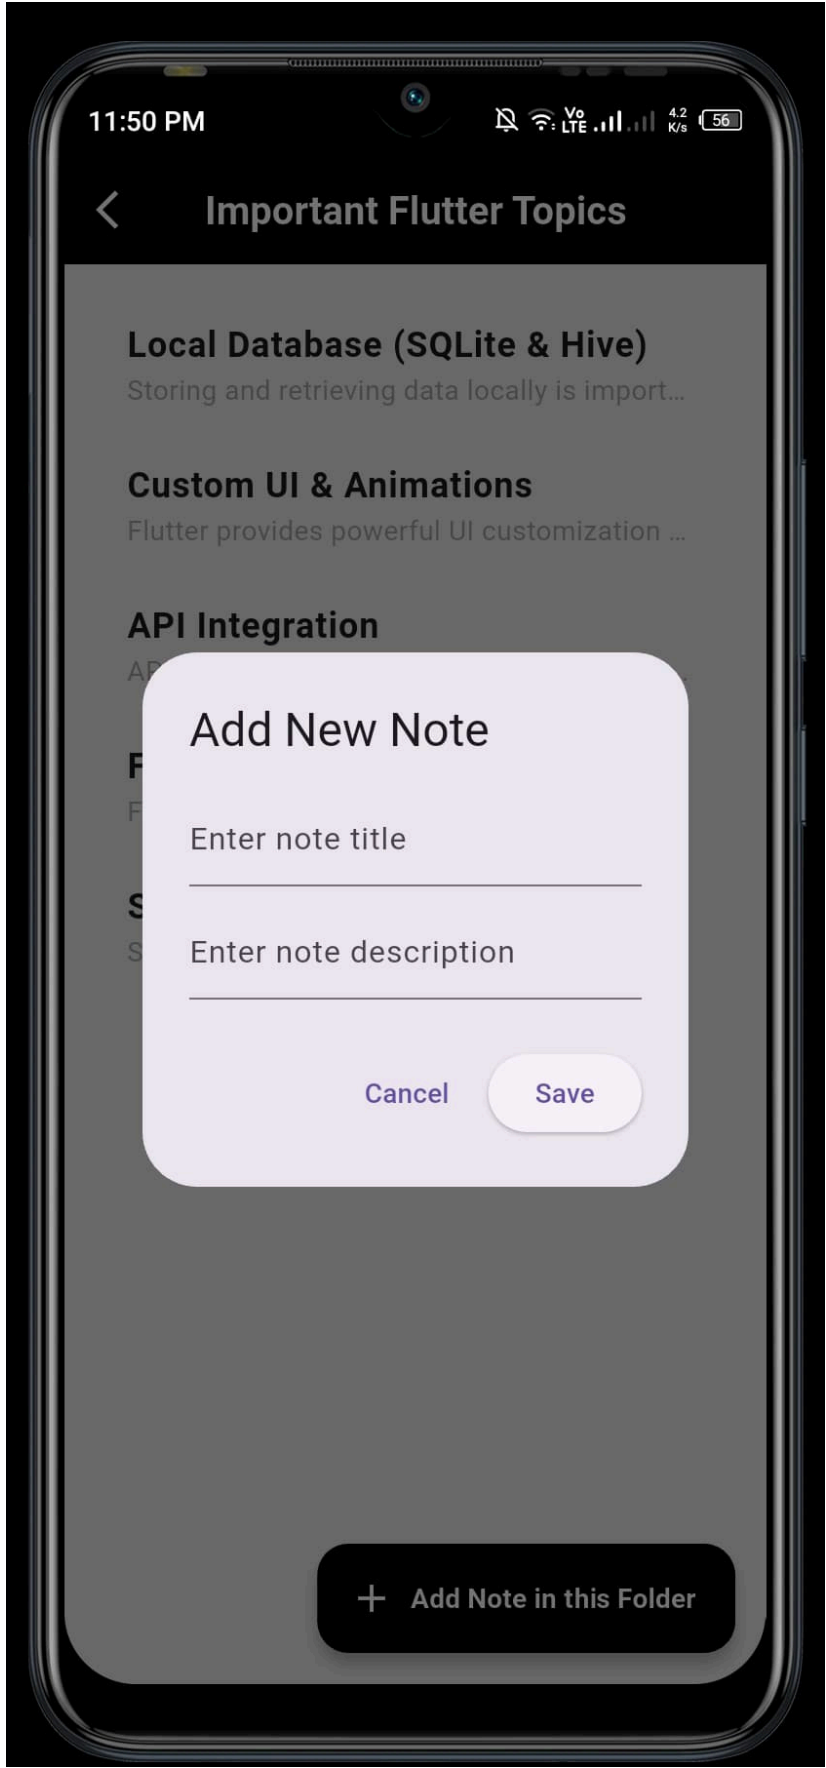 11:50 PM Vo LTE 4.2 K/s 56
Important Flutter Topics
Local Database (SQLite & Hive)
Storing and retrieving data locally is import...
Custom UI & Animations
Flutter provides powerful UI customization ...
API Integration
Add New Note
Enter note title
Enter note description
Cancel Save
+ Add Note in this Folder